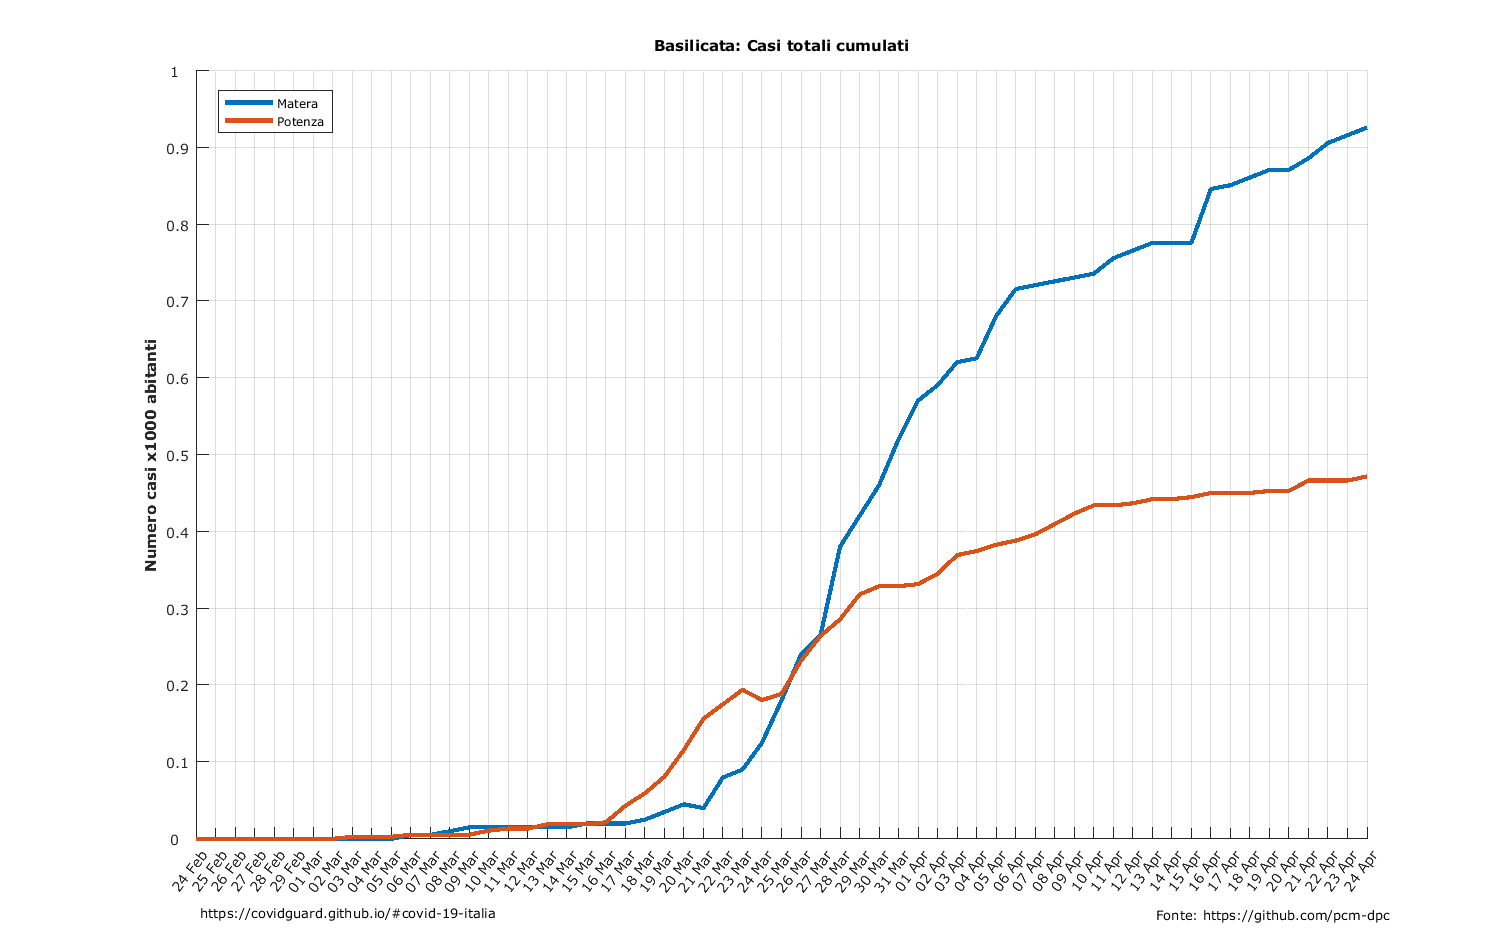 Basilicata: Casi totali cumulati
Numero casi x1000 abitanti
1
0.9
0.8
0.7
0.6
0.5
0.4
0.3
0.2
0.1
0
Matera
Potenza
24 Feb
25 Feb
26 Feb
27 Feb
28 Feb
29 Feb
01 Mar
02 Mar
03 Mar
04 Mar
05 Mar
06 Mar
07 Mar
08 Mar
09 Mar
10 Mar
11 Mar
12 Mar
13 Mar
14 Mar
15 Mar
16 Mar
17 Mar
18 Mar
19 Mar
20 Mar
21 Mar
22 Mar
23 Mar
24 Mar
25 Mar
26 Mar
27 Mar
28 Mar
29 Mar
30 Mar
31 Mar
01 Apr
02 Apr
03 Apr
04 Apr
05 Apr
06 Apr
07 Apr
08 Apr
09 Apr
10 Apr
11 Apr
12 Apr
13 Apr
14 Apr
15 Apr
16 Apr
17 Apr
18 Apr
19 Apr
20 Apr
21 Apr
22 Apr
23 Apr
24 Apr
https://covidguard.github.io/#covid-19-italia
Fonte: https://github.com/pcm-dpc